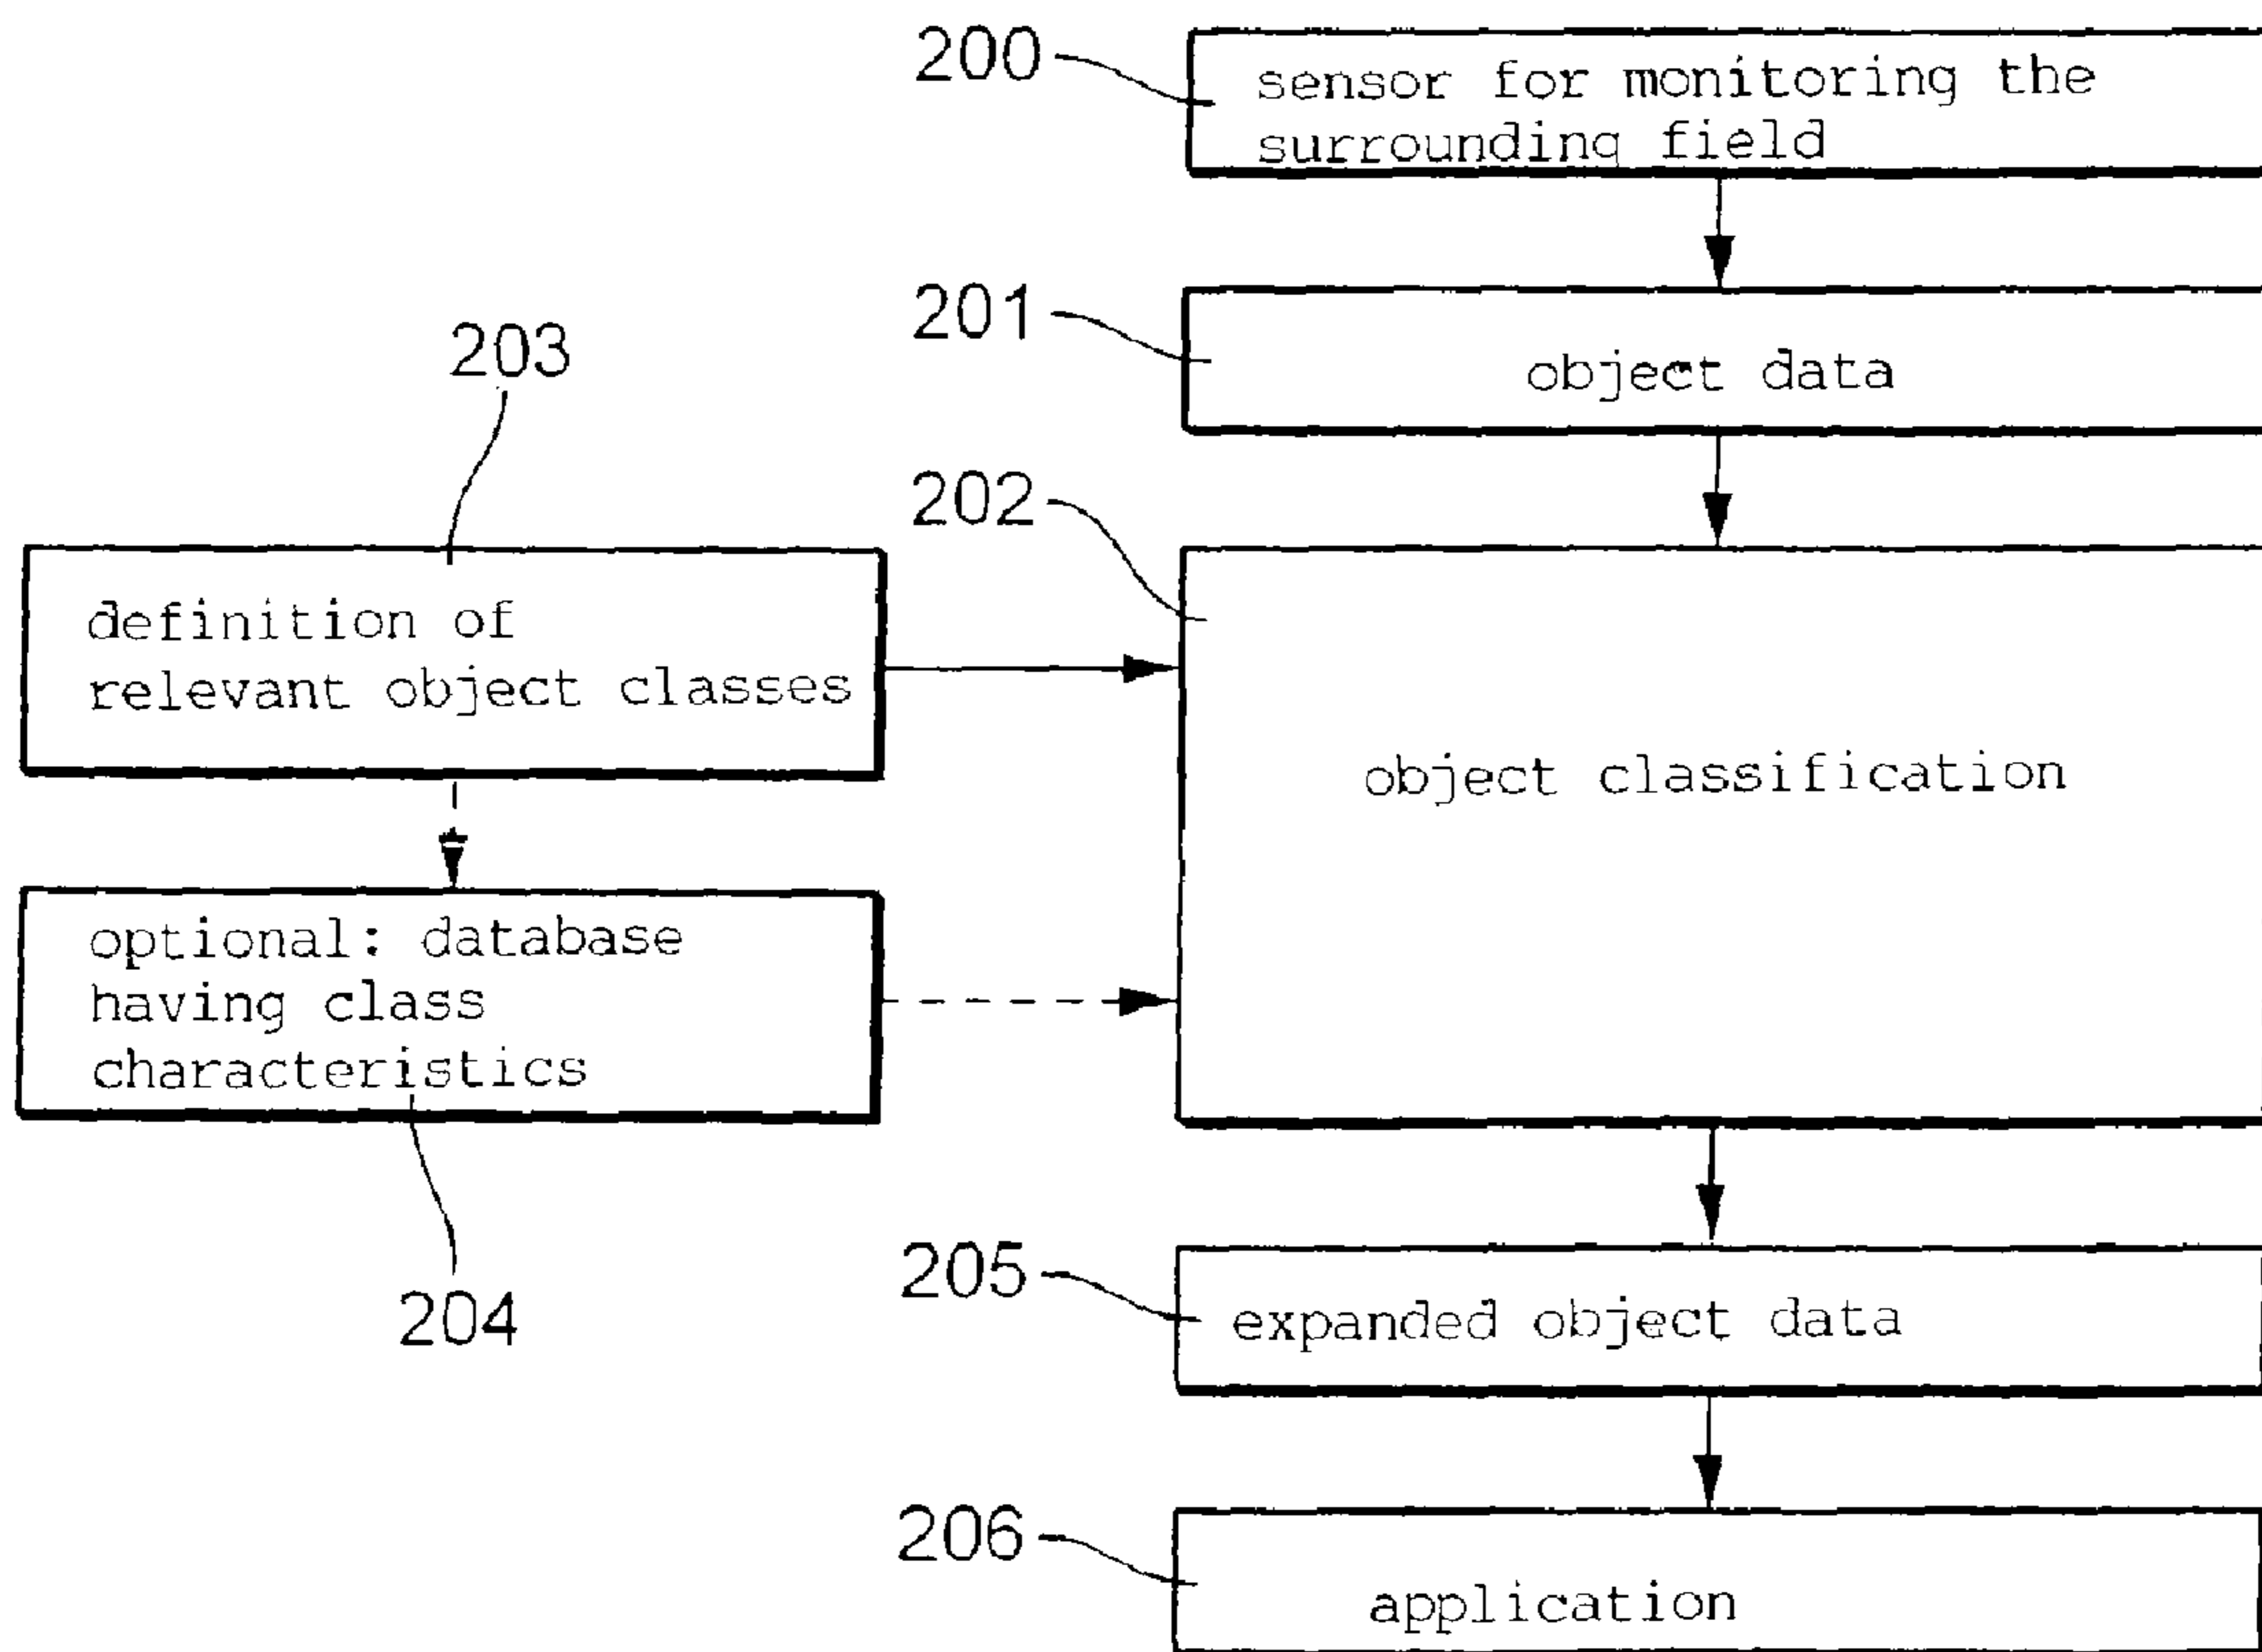 200
sensor for monitoring the
surrounding field
201
object data
203
202
definition of
relevant object classes
object classification
optional: database
having class
characteristics
204
205
expanded object data
206
application